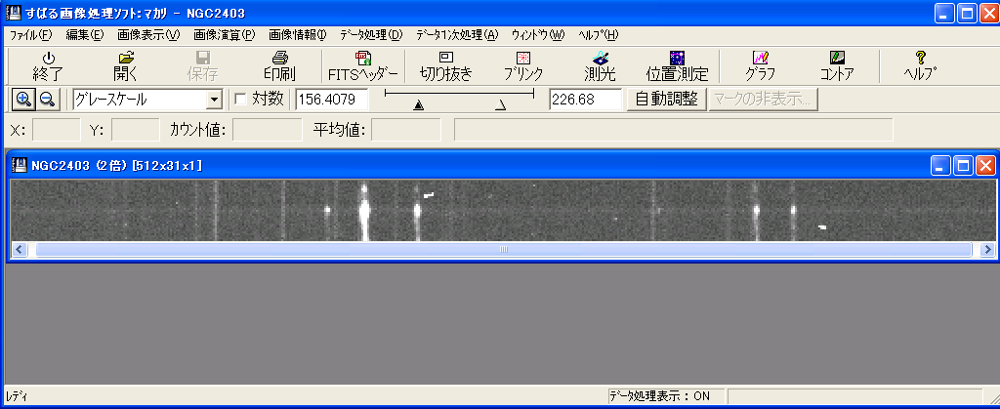 すばる画像処理ソフト:マカリ - NGC2403
ファイル(F) 編集(E) 画像表示(V) 画像演算(P) 画像情報(I) データ処理(D) データ1次処理(A) ウィンドウ(W) ヘルプ(H)
終了 開く 保存 印刷 FITSヘッダー 切り抜き ブリンク 測光 位置測定 グラフ コントア ヘルプ
グレースケール 対数 156.4079 226.68 自動調整 マークの非表示...
X: Y: カウント値: 平均値:
NGC2403 (2倍) [512x31x1]
レディ データ処理表示：ON